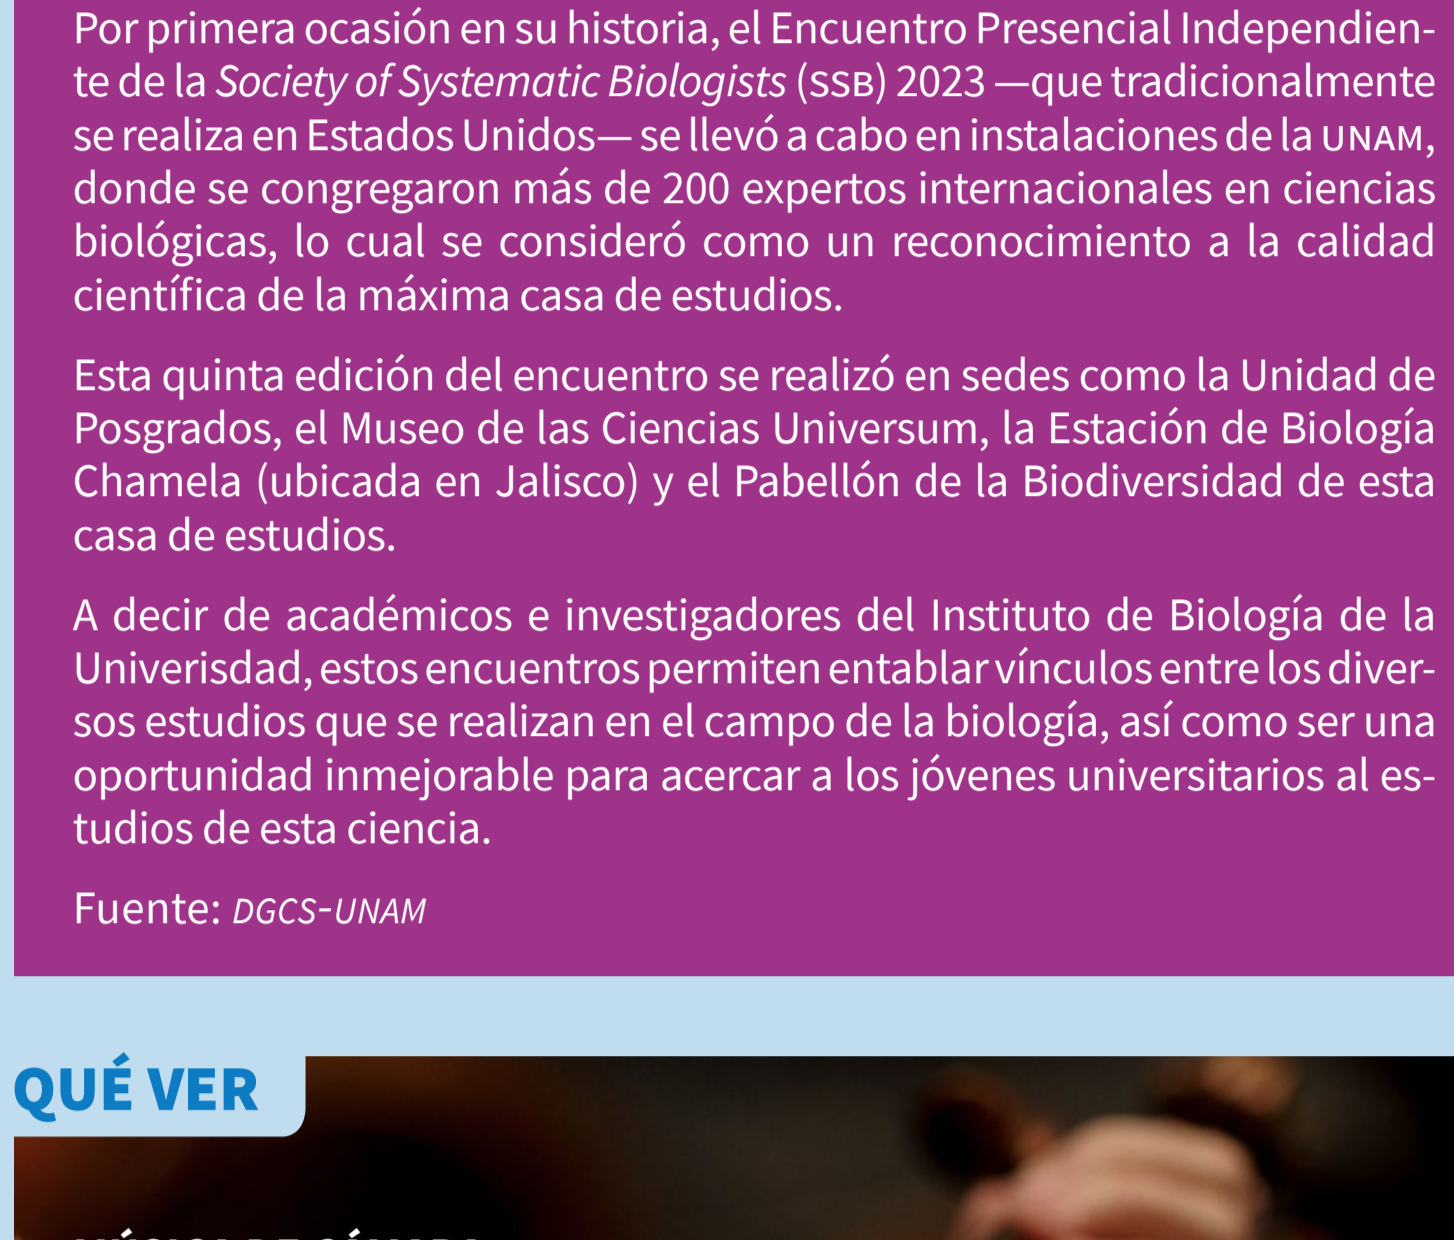 Por primera ocasión en su historia, el Encuentro Presencial Independien-
te de la Society of Systematic Biologists (SSB) 2023 —que tradicionalmente
se realiza en Estados Unidos— se llevó a cabo en instalaciones de la UNAM,
donde se congregaron más de 200 expertos internacionales en ciencias
biológicas, lo cual se consideró como un reconocimiento a la calidad
científica de la máxima casa de estudios.
Esta quinta edición del encuentro se realizó en sedes como la Unidad de
Posgrados, el Museo de las Ciencias Universum, la Estación de Biología
Chamela (ubicada en Jalisco) y el Pabellón de la Biodiversidad de esta
casa de estudios.
A decir de académicos e investigadores del Instituto de Biología de la
Univerisdad, estos encuentros permiten entablar vínculos entre los diver-
sos estudios que se realizan en el campo de la biología, así como ser una
oportunidad inmejorable para acercar a los jóvenes universitarios al es-
tudios de esta ciencia.
Fuente: DGCS-UNAM
QUÉ VER